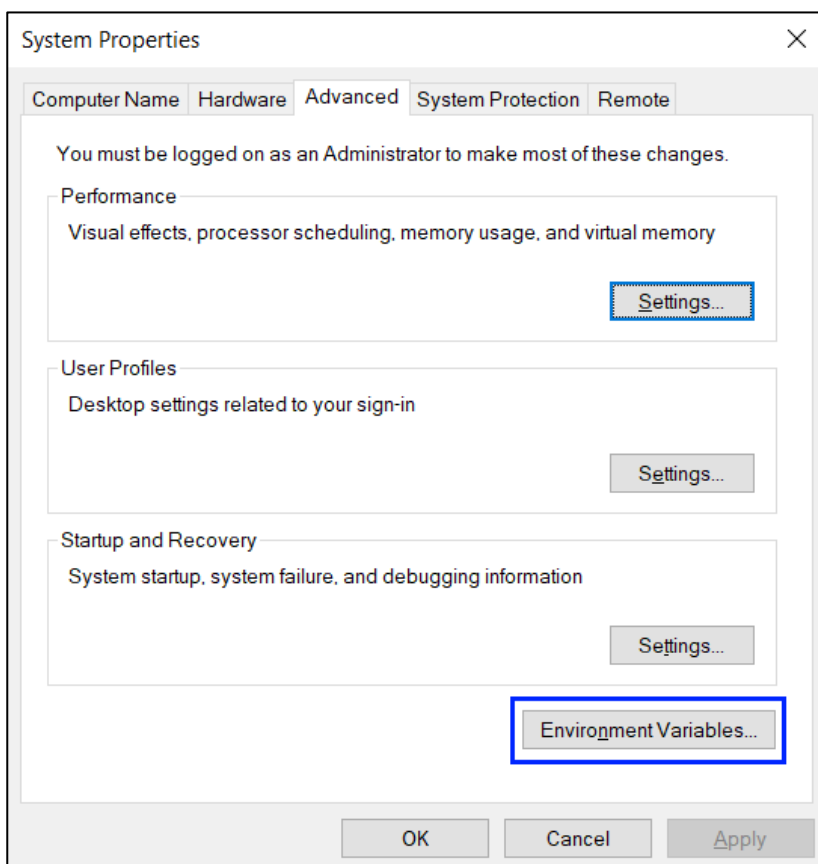 System Properties
Computer Name Hardware Advanced System Protection Remote
You must be logged on as an Administrator to make most of these changes.
Performance
Visual effects, processor scheduling, memory usage, and virtual memory
Settings...
User Profiles
Desktop settings related to your sign-in
Settings...
Startup and Recovery
System startup, system failure, and debugging information
Settings...
Environment Variables...
OK Cancel Apply